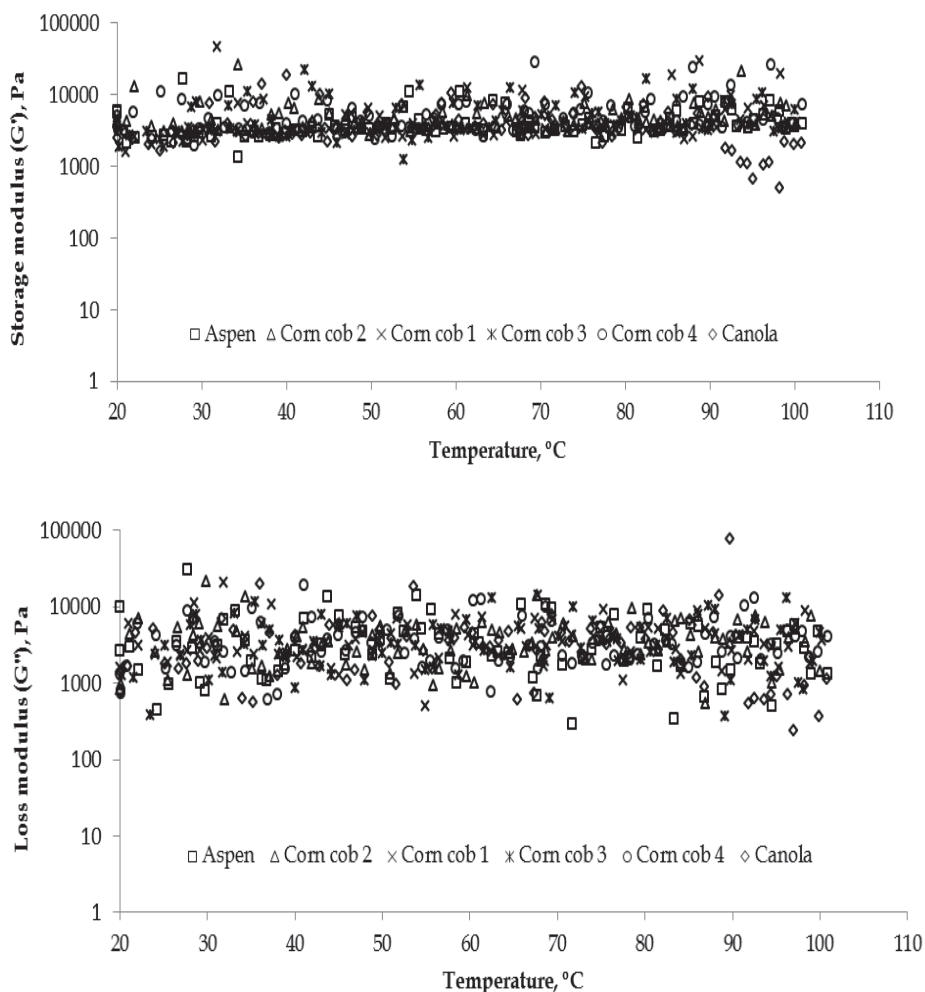 100000
10000
1000
100
10
1
Storage modulus (G'), Pa
Aspen Corn cob 2 Corn cob 1 Corn cob 3 Corn cob 4 Canola
20 30 40 50 60 70 80 90 100 110
Temperature, ºC
100000
10000
1000
100
10
1
Loss modulus (G"), Pa
Aspen Corn cob 2 Corn cob 1 Corn cob 3 Corn cob 4 Canola
20 30 40 50 60 70 80 90 100 110
Temperature, ºC